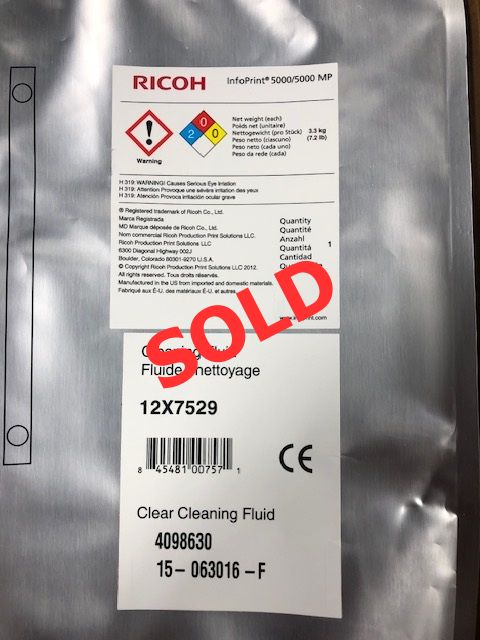 RICOH
InfoPrint® 5000/5000 MP
Warning
2 0 0
Net weight (each)
Poids net (unitaire)
Nettogewicht (pro Stück)
Peso netto (ciascuno)
Peso neto (cada uno)
Peso da rede (cada)
3.3 kg
(7.2 lb)
H 319: WARNING! Causes Serious Eye Irritation
H 319: Attention Provoque une sévère irritation des yeux
H 319: Atención Provoca irritación ocular grave
® Registered trademark of Ricoh Co., Ltd.
Marca Registrada
MD Marque déposée de Ricoh Co., Ltd.
Nom commercial Ricoh Production Print Solutions LLC.
Ricoh Production Print Solutions LLC
6300 Diagonal Highway 002J
Boulder, Colorado 80301-9270 U.S.A.
© Copyright Ricoh Production Print Solutions LLC 2012.
All rights reserved. Tous droits réservés.
Manufactured in the US from imported and domestic materials.
Fabriqué aux É-U. des matériaux É-U. et autres
Quantity
Quantité
Anzahl
Quantitá 1
Cantidad
SOLD
Cleaning fluid
Fluide nettoyage
12X7529
8 45481 00757 1
CE
Clear Cleaning Fluid
4098630
15-063016-F